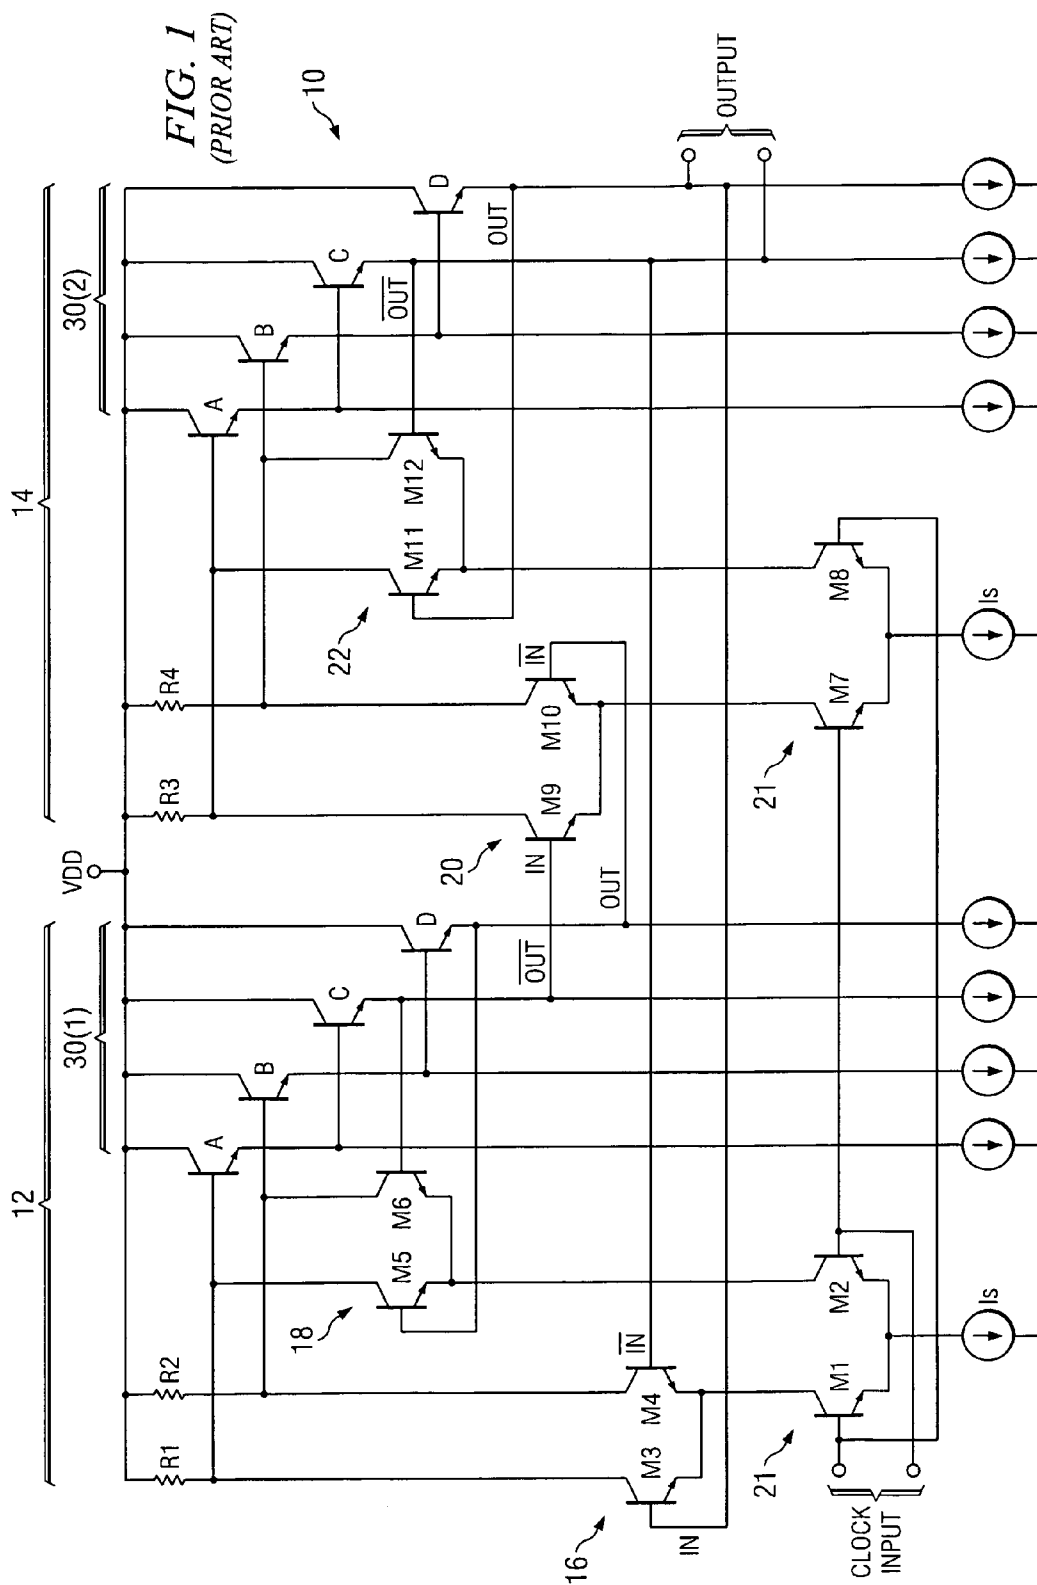 FIG. 1
(PRIOR ART)
10
12
14
30(1)
30(2)
VDD
R1
R2
R3
R4
A
B
C
D
A
B
C
D
M5
M6
18
M11
M12
22
OUT
OUT
OUTPUT
16
IN
M3
M4
IN
OUT
OUT
20
IN
M9
M10
IN
21
M1
M2
21
M7
M8
CLOCK
INPUT
Is
Is